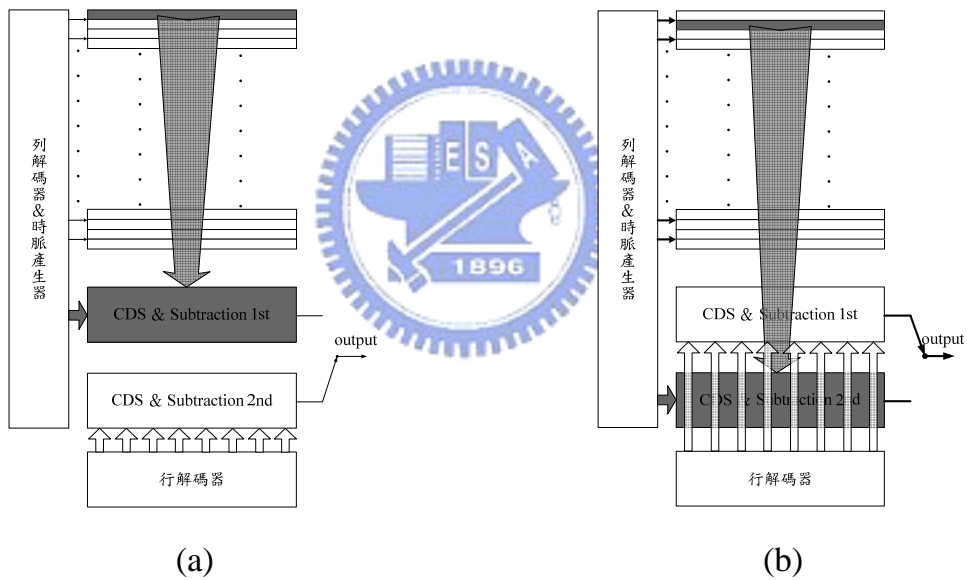 列解碼器&時脈產生器
CDS & Subtraction 1st
output
CDS & Subtraction 2nd
行解碼器
(a)
E S A
1896
列解碼器&時脈產生器
CDS & Subtraction 1st
output
CDS & Subtraction 2nd
行解碼器
(b)